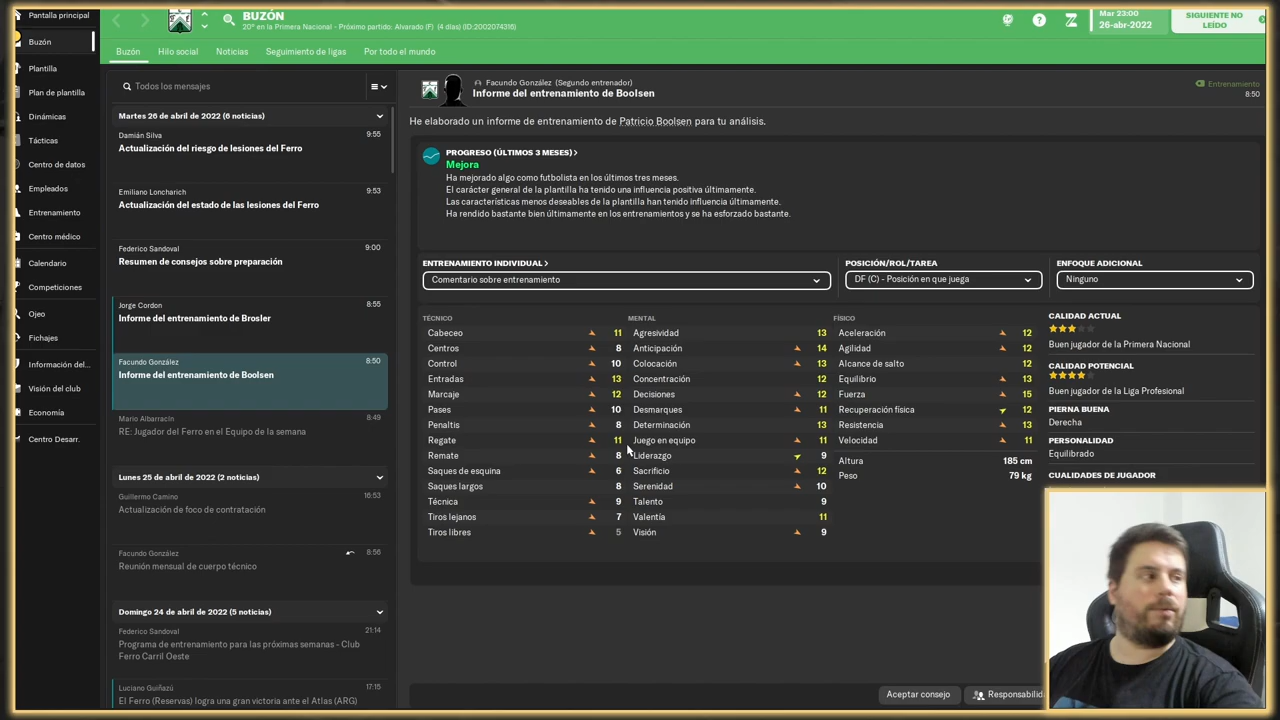 Pantalla principal
Buzón
Plantilla
Plan de plantilla
Dinámicas
Tácticas
Centro de datos
Empleados
Entrenamiento
Centro médico
Calendario
Competiciones
Ojeo
Fichajes
Información del...
Visión del club
Economía
Centro Desarr.
BUZÓN
20º en la Primera Nacional - Próximo partido: Alvarado (F) (4 días) (ID:2002074318)
Mar 23:00
26-abr-2022
SIGUIENTE NO
LEÍDO
Buzón Hilo social Noticias Seguimiento de ligas Por todo el mundo
Todos los mensajes
Martes 26 de abril de 2022 (6 noticias)
Damián Silva 9:55
Actualización del riesgo de lesiones del Ferro
Emiliano Loncharich 9:53
Actualización del estado de las lesiones del Ferro
Federico Sandoval 9:00
Resumen de consejos sobre preparación
Jorge Cordon 8:55
Informe del entrenamiento de Brosler
Facundo González 8:50
Informe del entrenamiento de Boolsen
Mario Albarracín 8:49
RE: Jugador del Ferro en el Equipo de la semana
Lunes 25 de abril de 2022 (2 noticias)
Guillermo Camino 16:53
Actualización de foco de contratación
Facundo González 8:56
Reunión mensual de cuerpo técnico
Domingo 24 de abril de 2022 (5 noticias)
Federico Sandoval 21:14
Programa de entrenamiento para las próximas semanas - Club
Ferro Carril Oeste
Luciano Guiñazú 17:15
El Ferro (Reservas) logra una gran victoria ante el Atlas (ARG)
Facundo González (Segundo entrenador)
Informe del entrenamiento de Boolsen
Entrenamiento
8:50
He elaborado un informe de entrenamiento de Patricio Boolsen para tu análisis.
PROGRESO (ÚLTIMOS 3 MESES)
Mejora
Ha mejorado algo como futbolista en los últimos tres meses.
El carácter general de la plantilla ha tenido una influencia positiva últimamente.
Las características menos deseables de la plantilla han tenido influencia últimamente.
Ha rendido bastante bien últimamente en los entrenamientos y se ha esforzado bastante.
ENTRENAMIENTO INDIVIDUAL
Comentario sobre entrenamiento
POSICIÓN/ROL/TAREA
DF (C) - Posición en que juega
ENFOQUE ADICIONAL
Ninguno
TÉCNICO
Cabeceo 11
Centros 8
Control 10
Entradas 13
Marcaje 12
Pases 10
Penaltis 8
Regate 11
Remate 8
Saques de esquina 6
Saques largos 8
Técnica 9
Tiros lejanos 7
Tiros libres 5
MENTAL
Agresividad 13
Anticipación 14
Colocación 13
Concentración 12
Decisiones 12
Desmarques 11
Determinación 13
Juego en equipo 11
Liderazgo 9
Sacrificio 12
Serenidad 10
Talento 9
Valentía 11
Visión 9
FÍSICO
Aceleración 12
Agilidad 12
Alcance de salto 12
Equilibrio 13
Fuerza 15
Recuperación física 12
Resistencia 13
Velocidad 11
Altura 185 cm
Peso 79 kg
CALIDAD ACTUAL
Buen jugador de la Primera Nacional
CALIDAD POTENCIAL
Buen jugador de la Liga Profesional
PIERNA BUENA
Derecha
PERSONALIDAD
Equilibrado
CUALIDADES DE JUGADOR
Aceptar consejo
Responsabilid